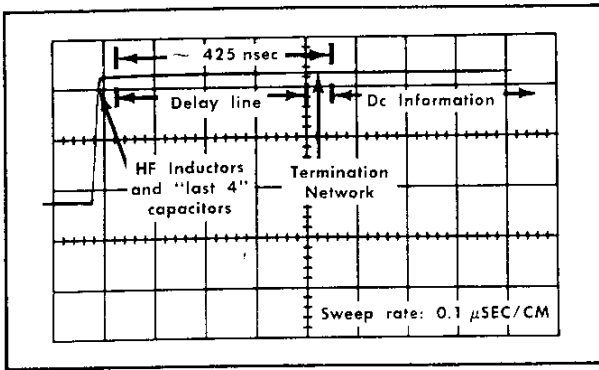 ~ 425 nsec
Delay line
Dc Information
HF Inductors
and "last 4"
capacitors
Termination
Network
Sweep rate: 0.1 μSEC/CM